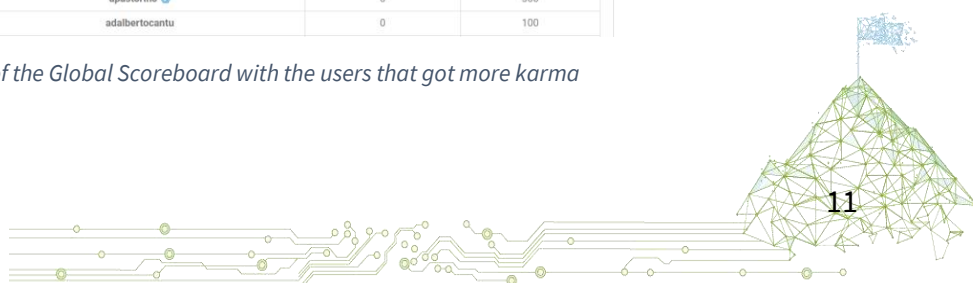 adalbertocantu 0 100
f the Global Scoreboard with the users that got more karma
11